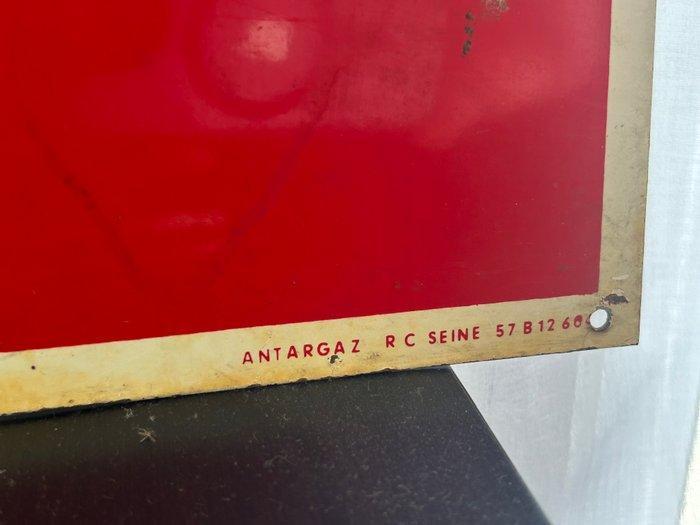 ANTARGAZ R C SEINE 57 B 12 60